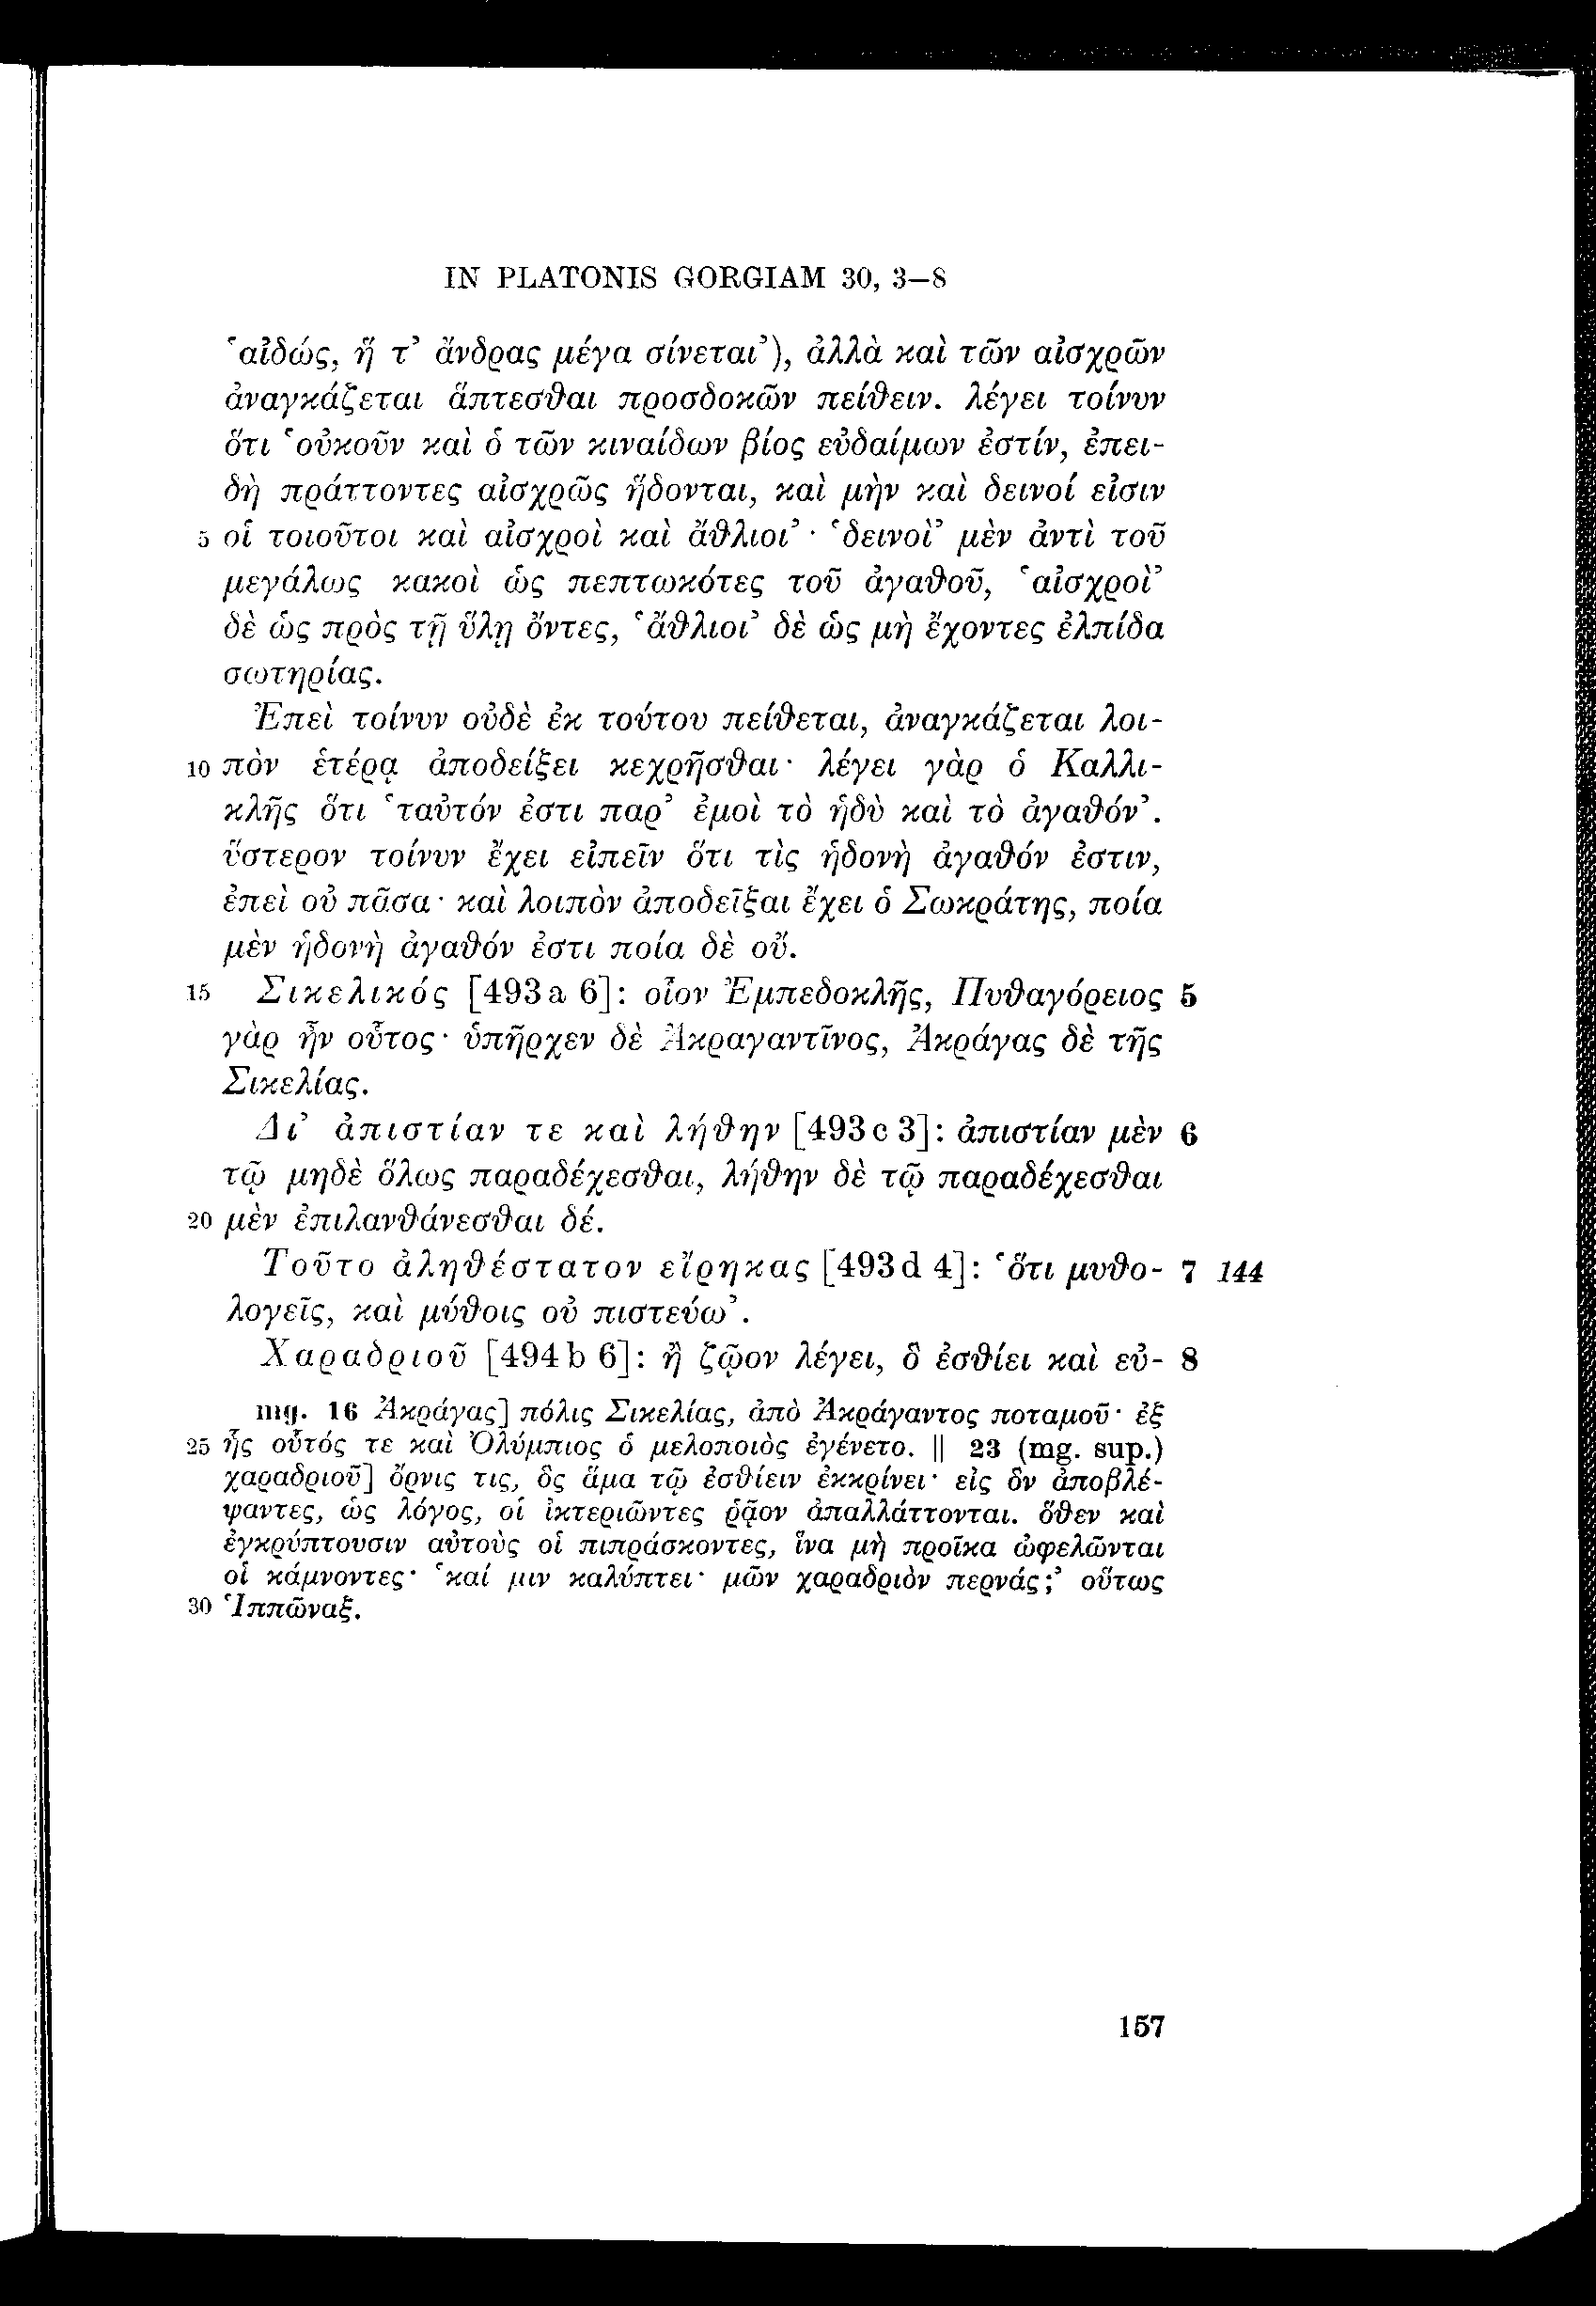 IN PLATONIS GORGIAM 30, 3–8
‘αἰδώς, ἥ τ’ ἄνδρας μέγα σίνεται’), ἀλλὰ καὶ τῶν αἰσχρῶν
ἀναγκάζεται ἅπτεσθαι προσδοκῶν πείθειν. λέγει τοίνυν
ὅτι ‘οὐκοῦν καὶ ὁ τῶν κιναίδων βίος εὐδαίμων ἐστίν, ἐπει-
δὴ πράττοντες αἰσχρῶς ἥδονται, καὶ μὴν καὶ δεινοί εἰσιν
5 οἱ τοιοῦτοι καὶ αἰσχροὶ καὶ ἄθλιοι’· ‘δεινοὶ’ μὲν ἀντὶ τοῦ
μεγάλως κακοὶ ὡς πεπτωκότες τοῦ ἀγαθοῦ, ‘αἰσχροὶ’
δὲ ὡς πρὸς τῇ ὕλῃ ὄντες, ‘ἄθλιοι’ δὲ ὡς μὴ ἔχοντες ἐλπίδα
σωτηρίας.
Ἐπεὶ τοίνυν οὐδὲ ἐκ τούτου πείθεται, ἀναγκάζεται λοι-
10 πὸν ἑτέρᾳ ἀποδείξει κεχρῆσθαι· λέγει γὰρ ὁ Καλλι-
κλῆς ὅτι ‘ταὐτόν ἐστι παρ’ ἐμοὶ τὸ ἡδὺ καὶ τὸ ἀγαθόν’.
ὕστερον τοίνυν ἔχει εἰπεῖν ὅτι τὶς ἡδονὴ ἀγαθόν ἐστιν,
ἐπεὶ οὐ πᾶσα· καὶ λοιπὸν ἀποδεῖξαι ἔχει ὁ Σωκράτης, ποία
μὲν ἡδονὴ ἀγαθόν ἐστι ποία δὲ οὔ.
15 Σικελικός [493 a 6]: οἷον Ἐμπεδοκλῆς, Πυθαγόρειος 5
γὰρ ἦν οὗτος· ὑπῆρχεν δὲ Ἀκραγαντῖνος, Ἀκράγας δὲ τῆς
Σικελίας.
Δι’ ἀπιστίαν τε καὶ λήθην [493 c 3]: ἀπιστίαν μὲν 6
τῷ μηδὲ ὅλως παραδέχεσθαι, λήθην δὲ τῷ παραδέχεσθαι
20 μὲν ἐπιλανθάνεσθαι δέ.
Τοῦτο ἀληθέστατον εἴρηκας [493 d 4]: ‘ὅτι μυθο- 7 144
λογεῖς, καὶ μύθοις οὐ πιστεύω’.
Χαραδριοῦ [494 b 6]: ἢ ζῷον λέγει, ὃ ἐσθίει καὶ εὐ- 8
mg. 16 Ἀκράγας] πόλις Σικελίας, ἀπὸ Ἀκράγαντος ποταμοῦ· ἐξ
25 ἧς οὗτός τε καὶ Ὀλύμπιος ὁ μελοποιὸς ἐγένετο. || 23 (mg. sup.)
χαραδριοῦ] ὄρνις τις, ὃς ἅμα τῷ ἐσθίειν ἐκκρίνει· εἰς ὃν ἀποβλέ-
ψαντες, ὡς λόγος, οἱ ἰκτεριῶντες ῥᾷον ἀπαλλάττονται. ὅθεν καὶ
ἐγκρύπτουσιν αὐτοὺς οἱ πιπράσκοντες, ἵνα μὴ προῖκα ὠφελῶνται
οἱ κάμνοντες· ‘καί μιν καλύπτει· μῶν χαραδριὸν περνάς;’ οὕτως
30 Ἱππῶναξ.
157